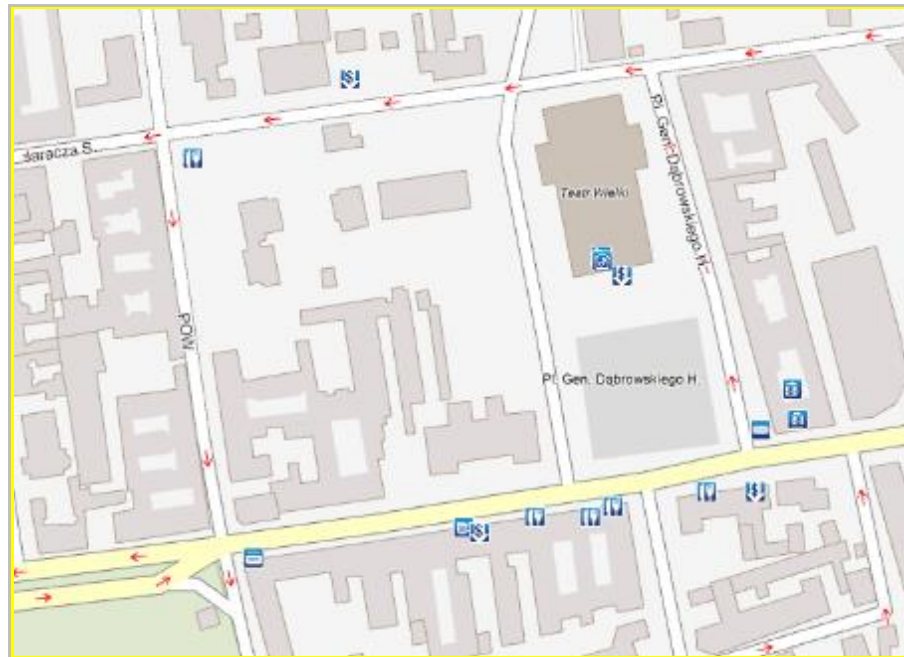 Jaracza S.
Pl. Gen. Dąbrowskiego H.
Teatr Wielki
POW
Pl. Gen. Dąbrowskiego H.